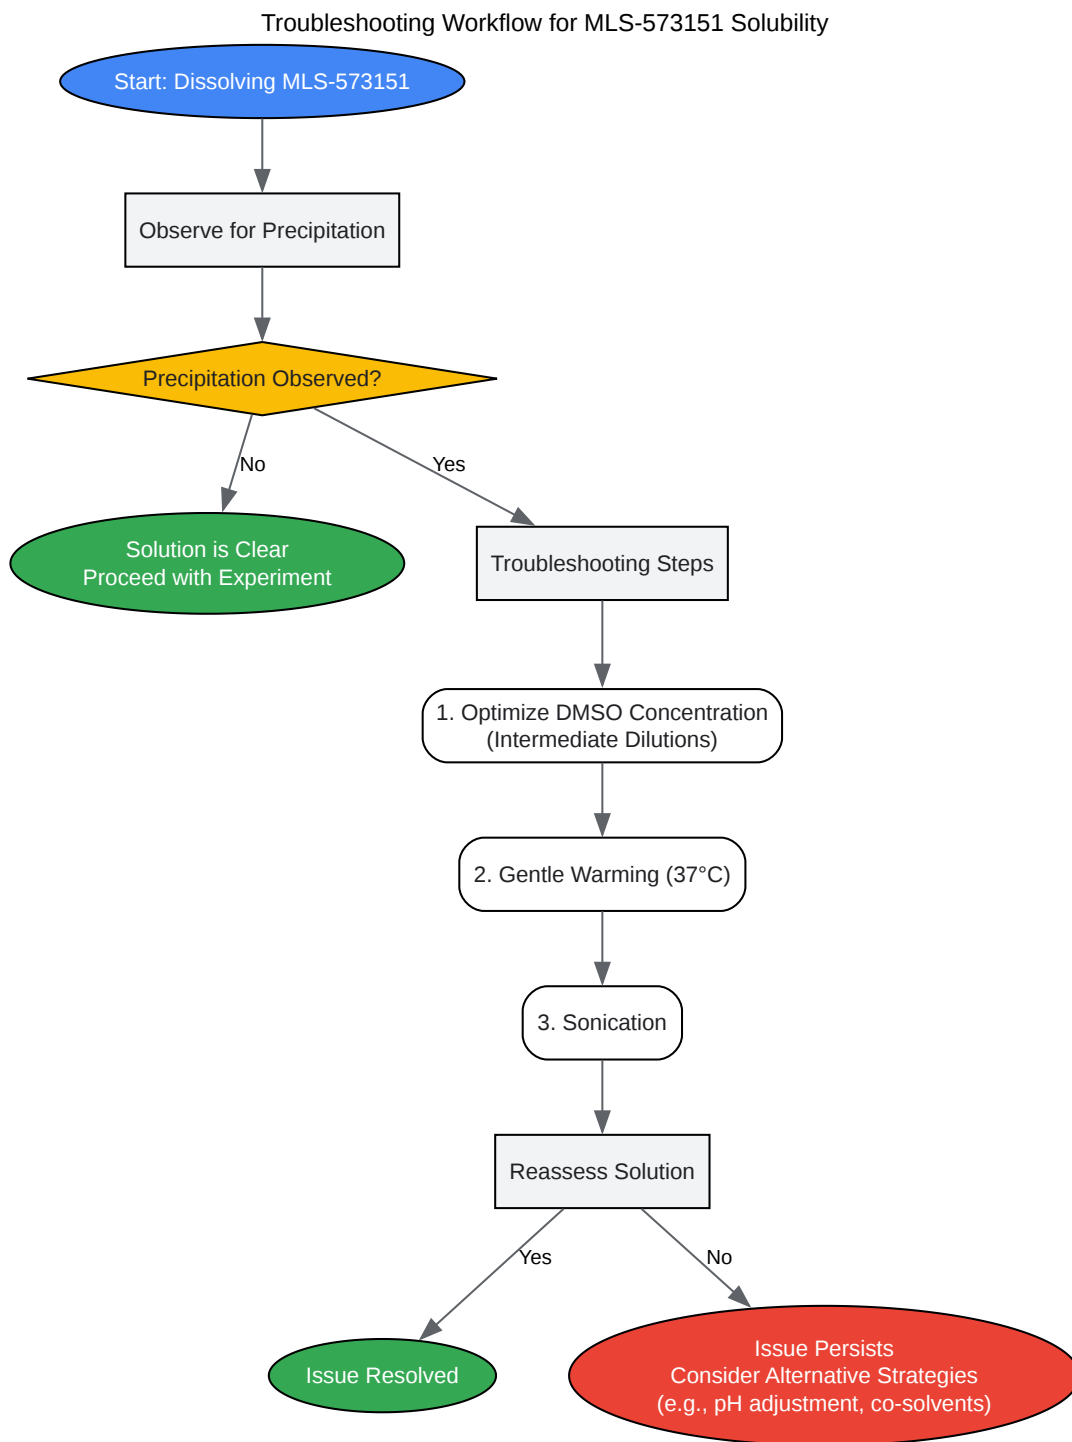 Troubleshooting Workflow for MLS-573151 Solubility
Start: Dissolving MLS-573151
Observe for Precipitation
Precipitation Observed?
No
Yes
Solution is Clear
Proceed with Experiment
Troubleshooting Steps
1. Optimize DMSO Concentration
(Intermediate Dilutions)
2. Gentle Warming (37°C)
3. Sonication
Reassess Solution
Yes
No
Issue Resolved
Issue Persists
Consider Alternative Strategies
(e.g., pH adjustment, co-solvents)